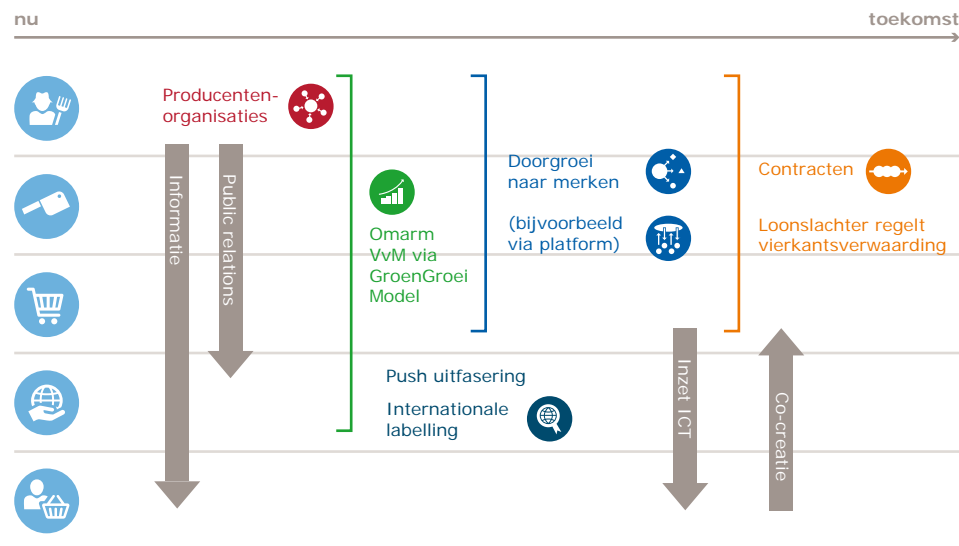 nu
toekomst
Producenten-
organisaties
Informatie
Public relations
Omarm
VvM via
GroenGroei
Model
Doorgroei
naar merken
(bijvoorbeeld
via platform)
Contracten
Loonslachter regelt
vierkantsverwaarding
Push uitfasering
Internationale
labelling
Inzet ICT
Co-creatie